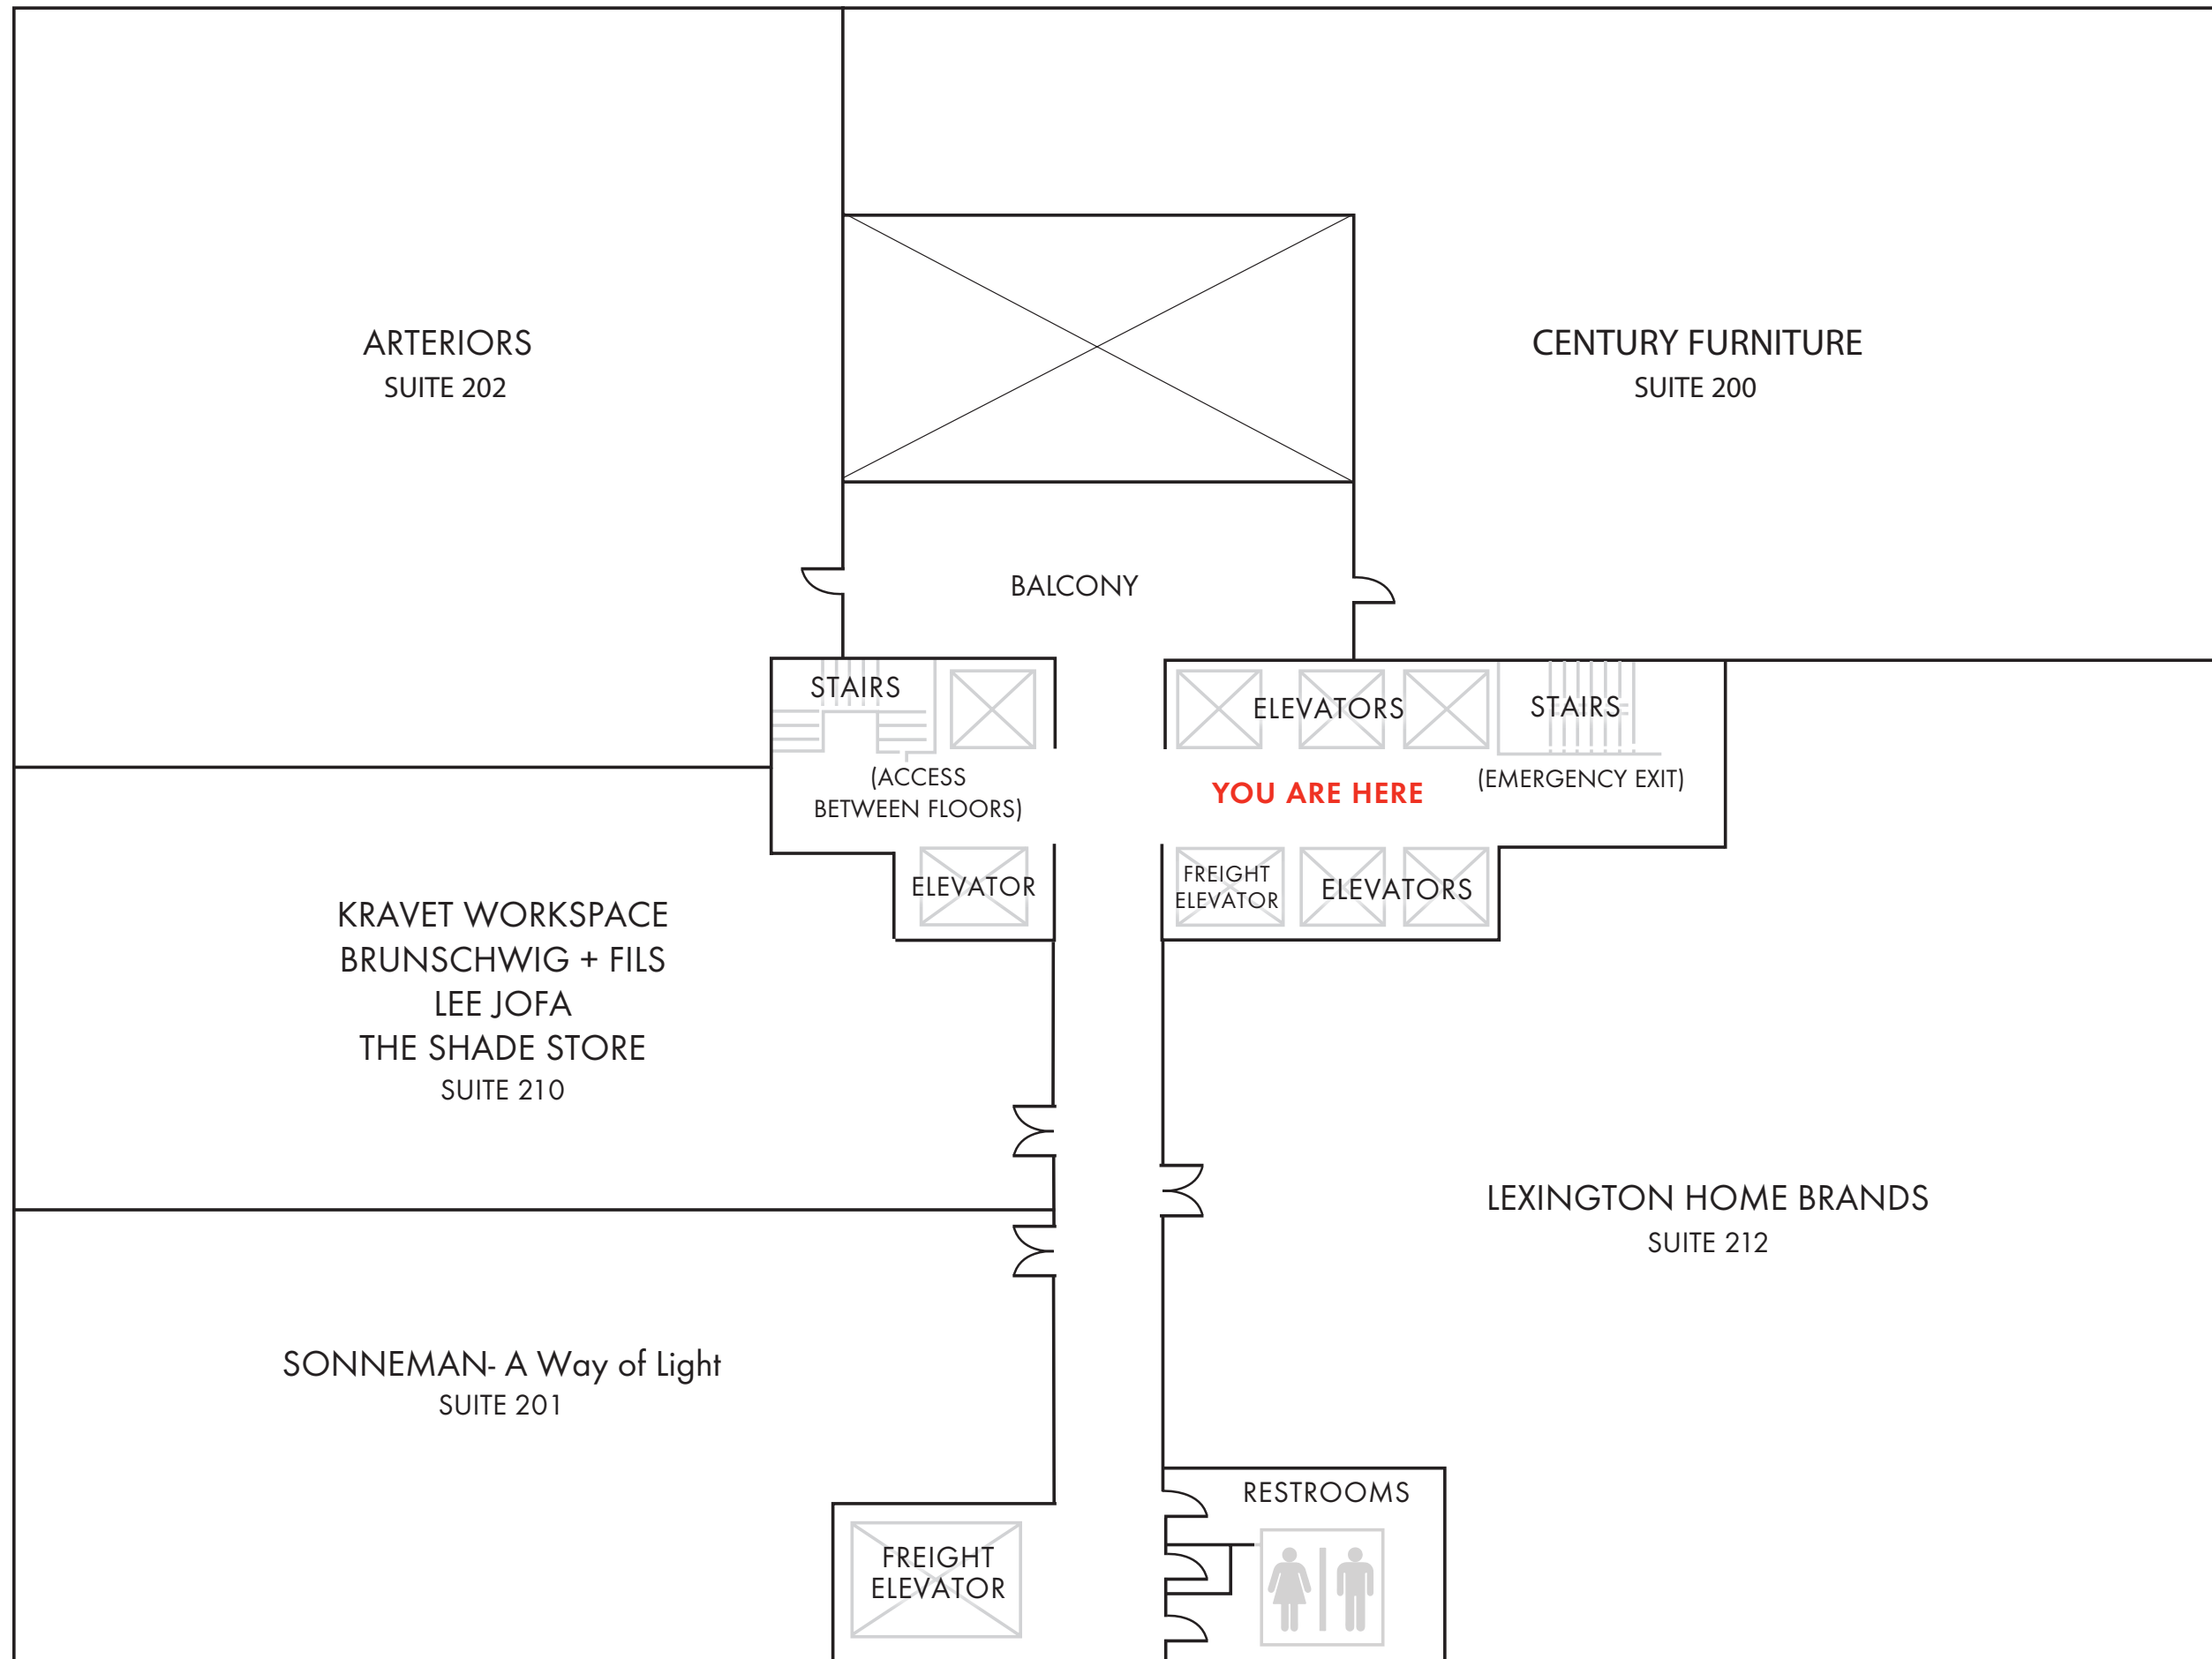 ARTERIORS
SUITE 202
CENTURY FURNITURE
SUITE 200
BALCONY
STAIRS
ELEVATORS
STAIRS
(ACCESS
BETWEEN FLOORS)
YOU ARE HERE
(EMERGENCY EXIT)
ELEVATOR
FREIGHT
ELEVATOR
ELEVATORS
KRAVET WORKSPACE
BRUNSCHWIG + FILS
LEE JOFA
THE SHADE STORE
SUITE 210
LEXINGTON HOME BRANDS
SUITE 212
SONNEMAN- A Way of Light
SUITE 201
RESTROOMS
FREIGHT
ELEVATOR